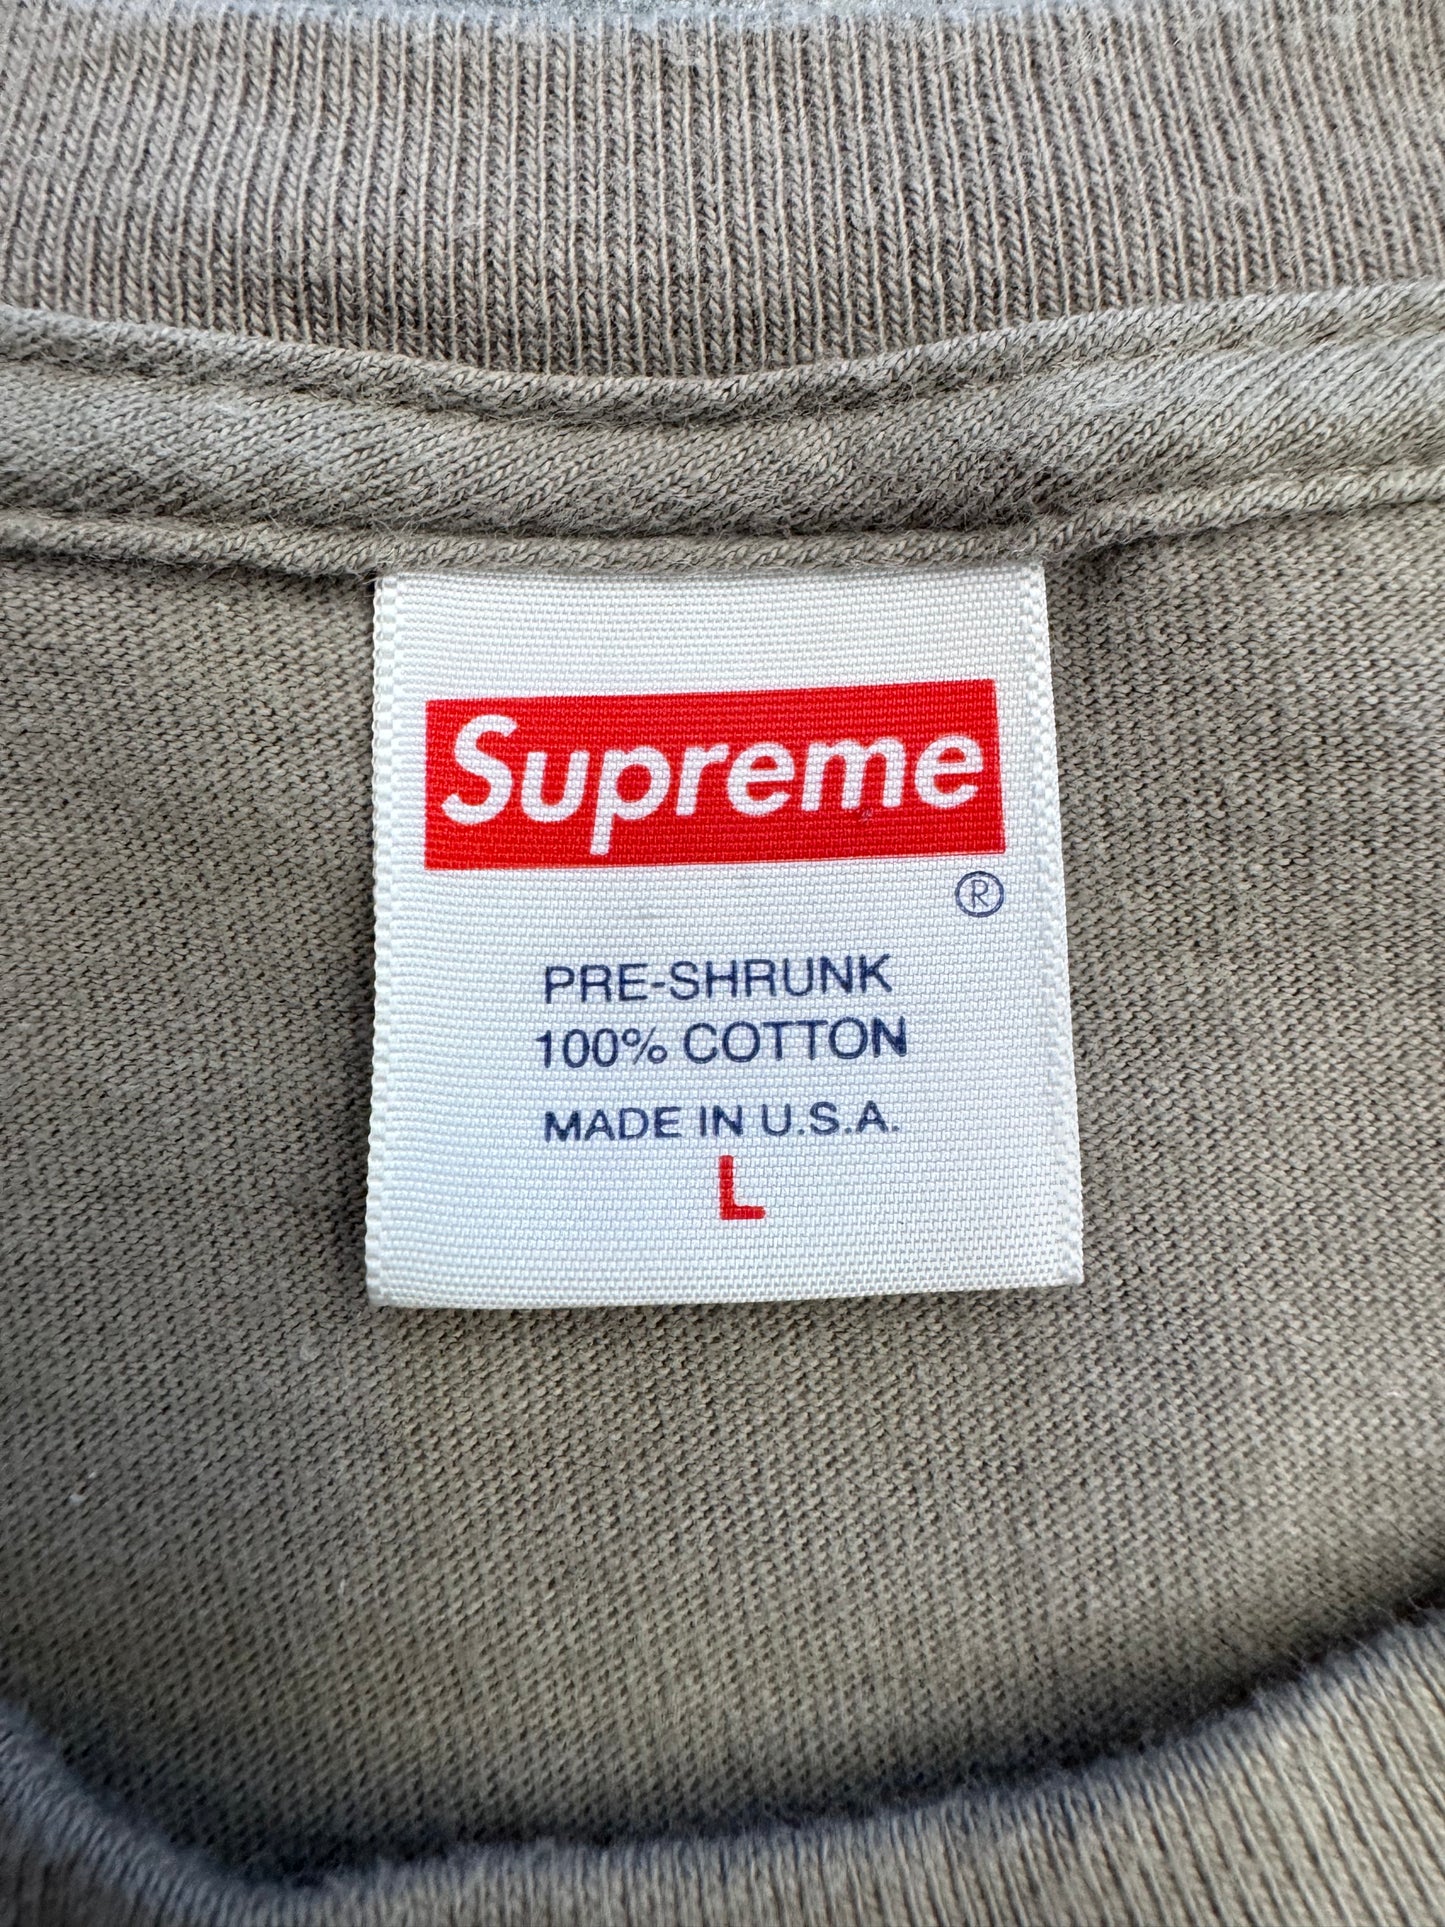 Supreme
®
PRE-SHRUNK
100% COTTON
MADE IN U.S.A.
L